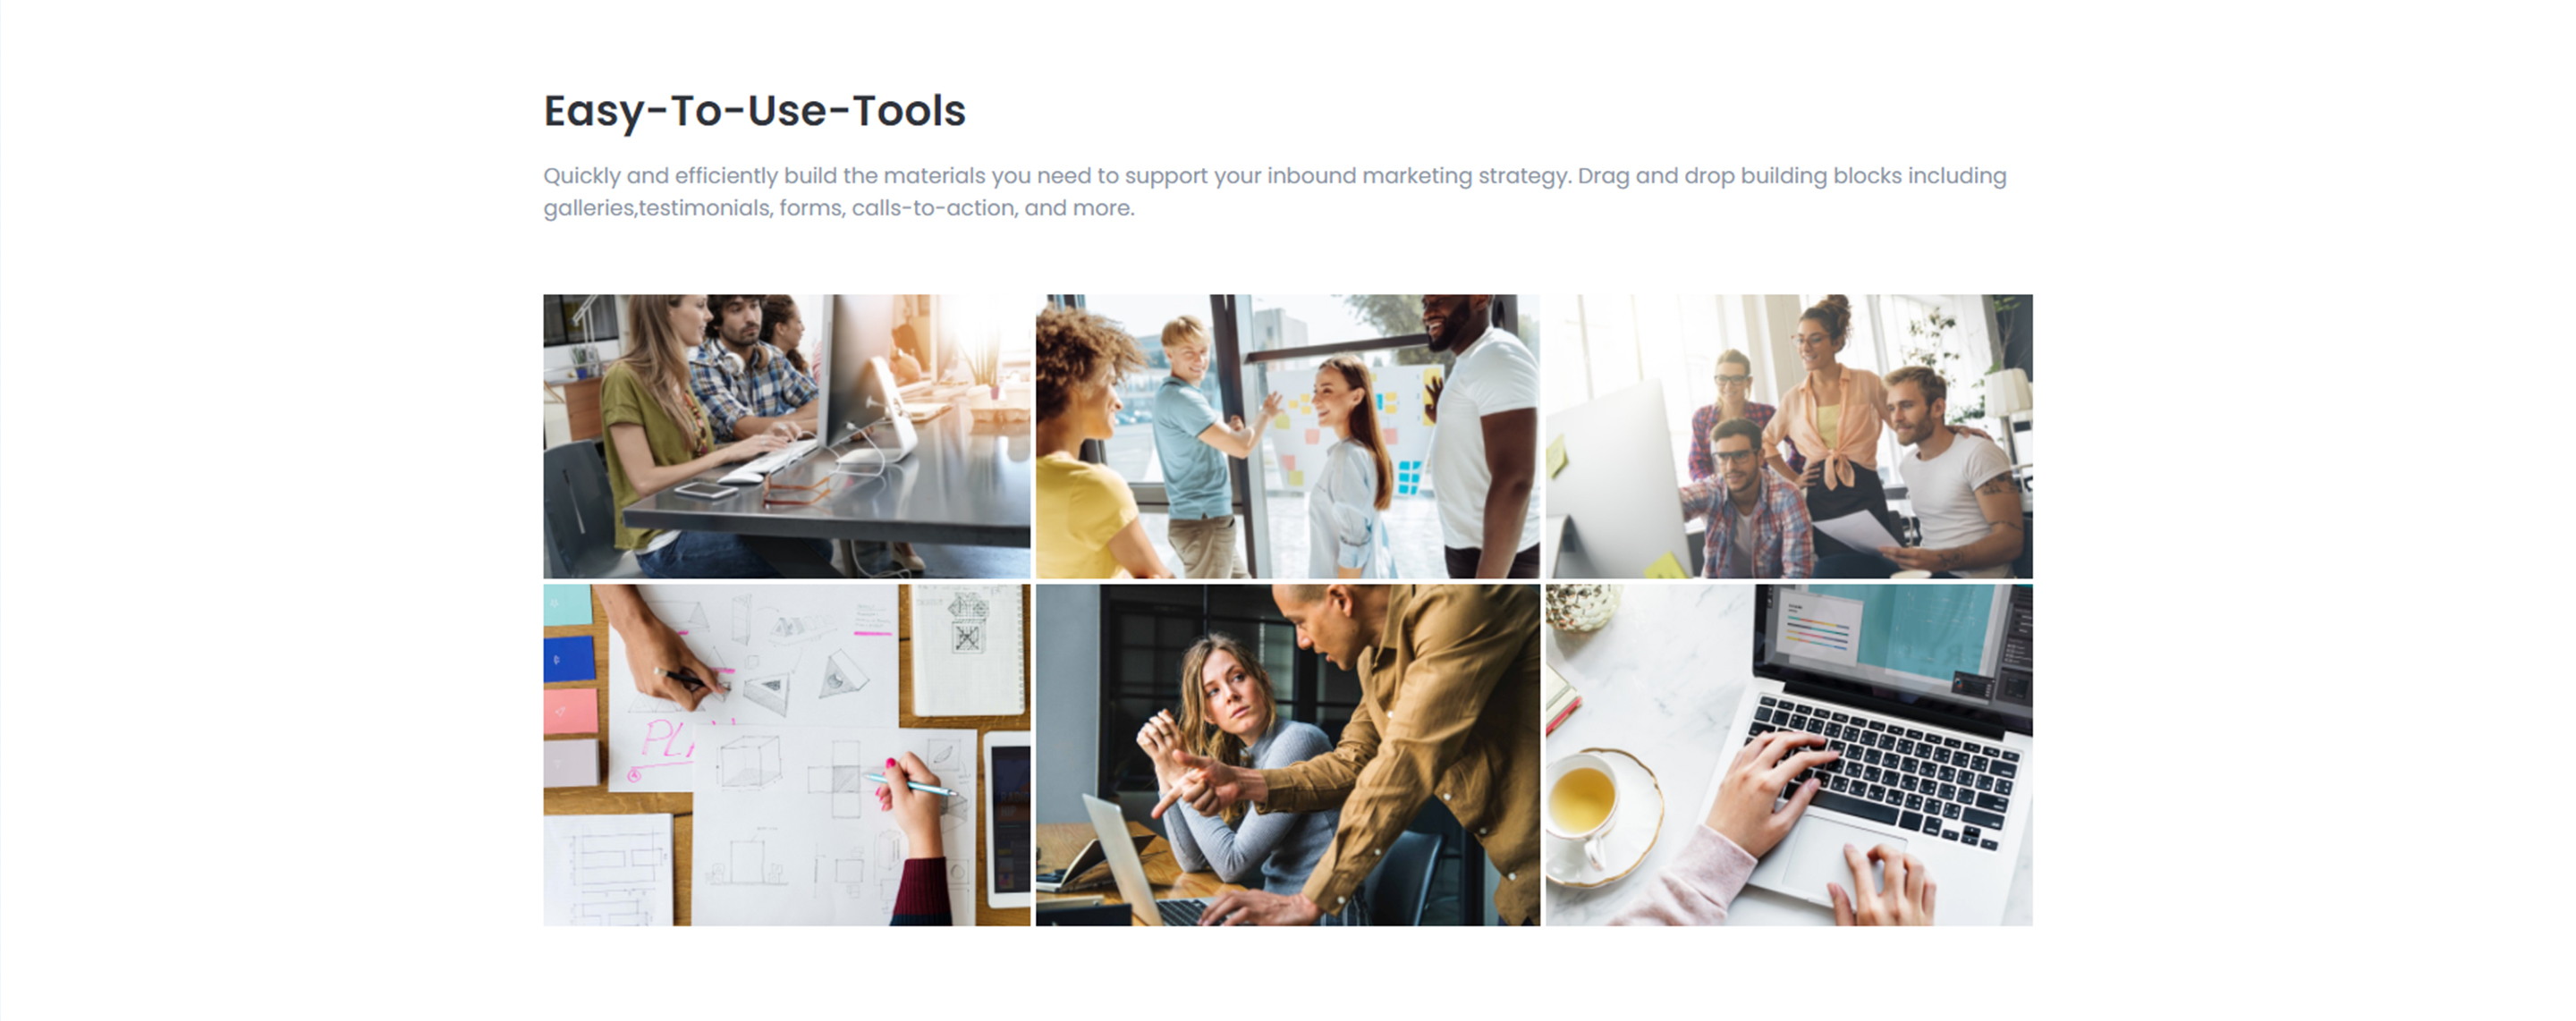 Easy-To-Use-Tools
Quickly and efficiently build the materials you need to support your inbound marketing strategy. Drag and drop building blocks including
galleries,testimonials, forms, calls-to-action, and more.